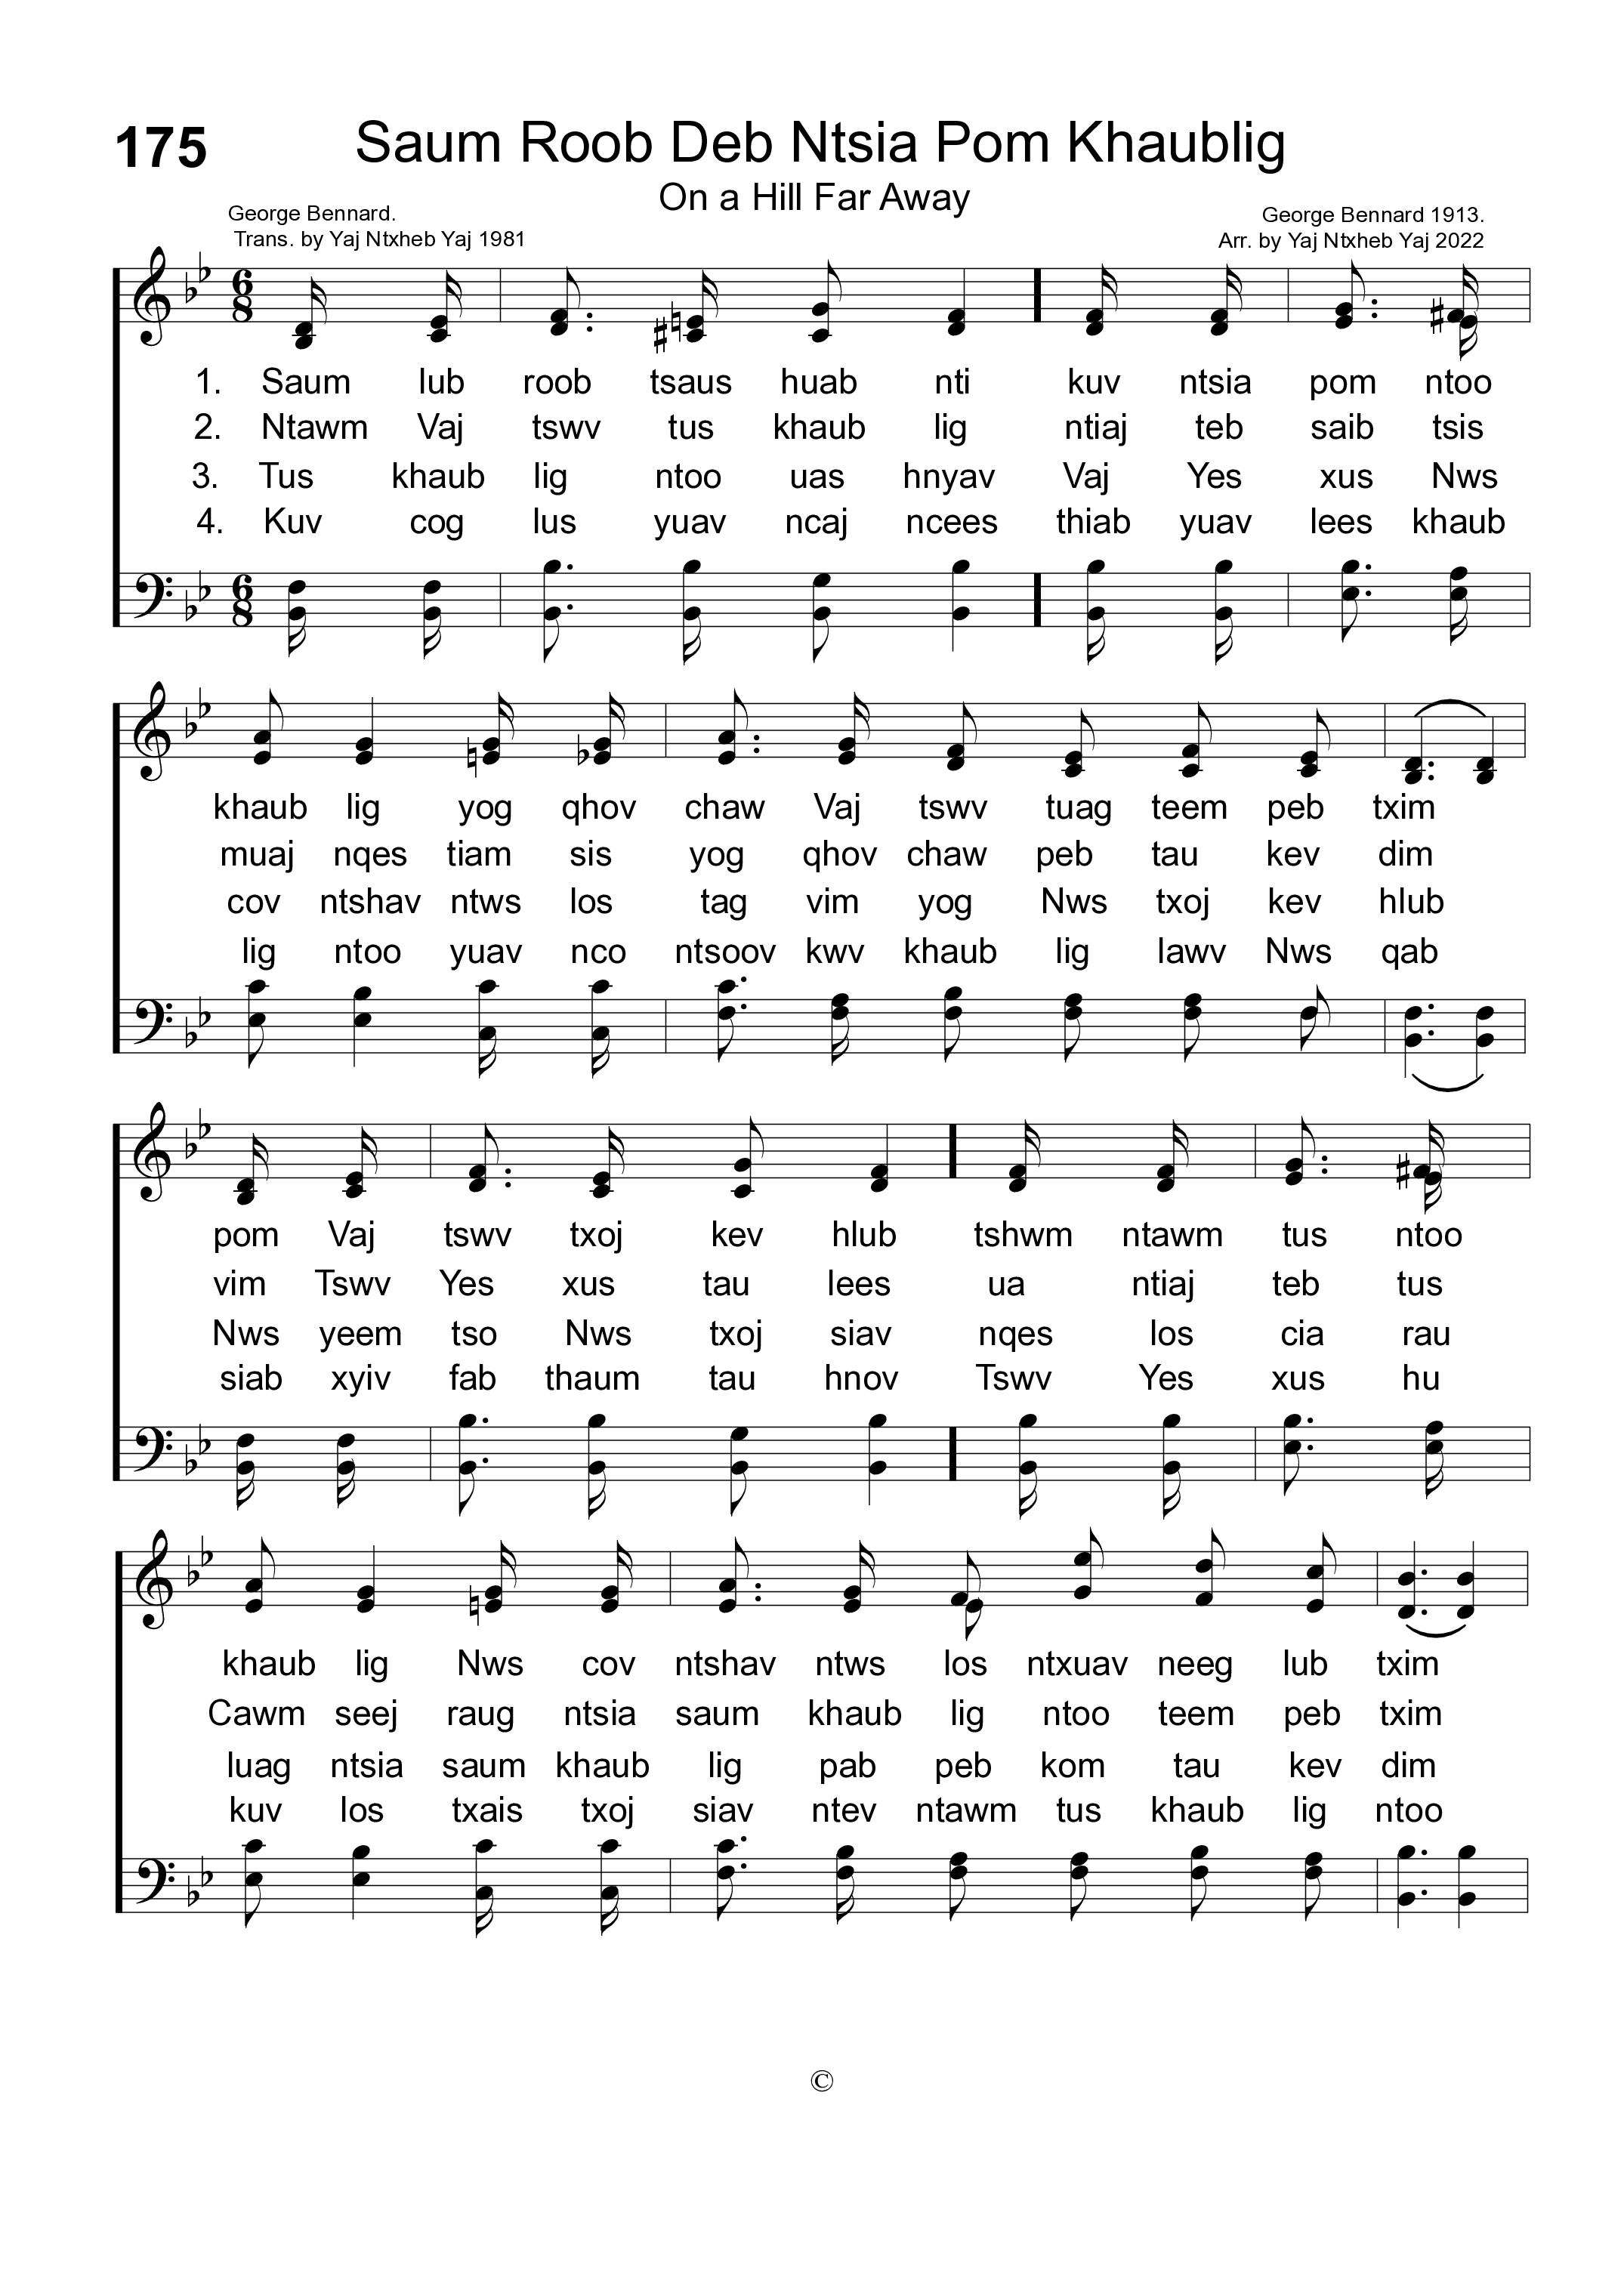 175
Saum Roob Deb Ntsia Pom Khaublig
On a Hill Far Away
George Bennard.
Trans. by Yaj Ntxheb Yaj 1981
George Bennard 1913.
Arr. by Yaj Ntxheb Yaj 2022
6 8
1. Saum lub roob tsaus huab nti kuv ntsia pom ntoo
2. Ntawm Vaj tswv tus khaub lig ntiaj teb saib tsis
3. Tus khaub lig ntoo uas hnyav Vaj Yes xus Nws
4. Kuv cog lus yuav ncaj ncees thiab yuav lees khaub
6 8
khaub lig yog qhov chaw Vaj tswv tuag teem peb txim
muaj nqes tiam sis yog qhov chaw peb tau kev dim
cov ntshav ntws los tag vim yog Nws txoj kev hlub
lig ntoo yuav nco ntsoov kwv khaub lig lawv Nws qab
pom Vaj tswv txoj kev hlub tshwm ntawm tus ntoo
vim Tswv Yes xus tau lees ua ntiaj teb tus
Nws yeem tso Nws txoj siav nqes los cia rau
siab xyiv fab thaum tau hnov Tswv Yes xus hu
khaub lig Nws cov ntshav ntws los ntxuav neeg lub txim
Cawm seej raug ntsia saum khaub lig ntoo teem peb txim
luag ntsia saum khaub lig pab peb kom tau kev dim
kuv los txais txoj siav ntev ntawm tus khaub lig ntoo
©